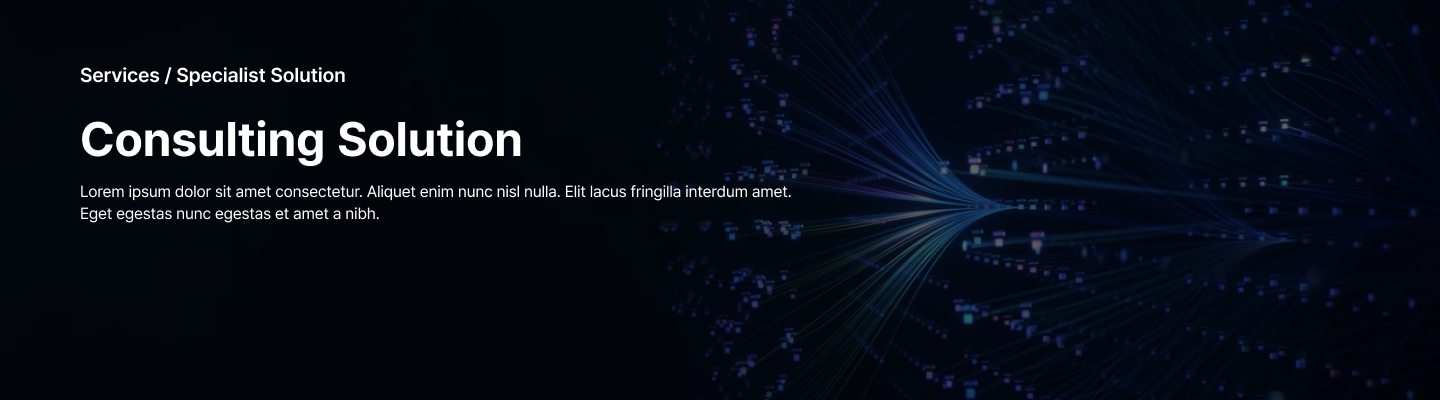 Services / Specialist Solution
Consulting Solution
Lorem ipsum dolor sit amet consectetur. Aliquet enim nunc nisl nulla. Elit lacus fringilla interdum amet.
Eget egestas nunc egestas et amet a nibh.